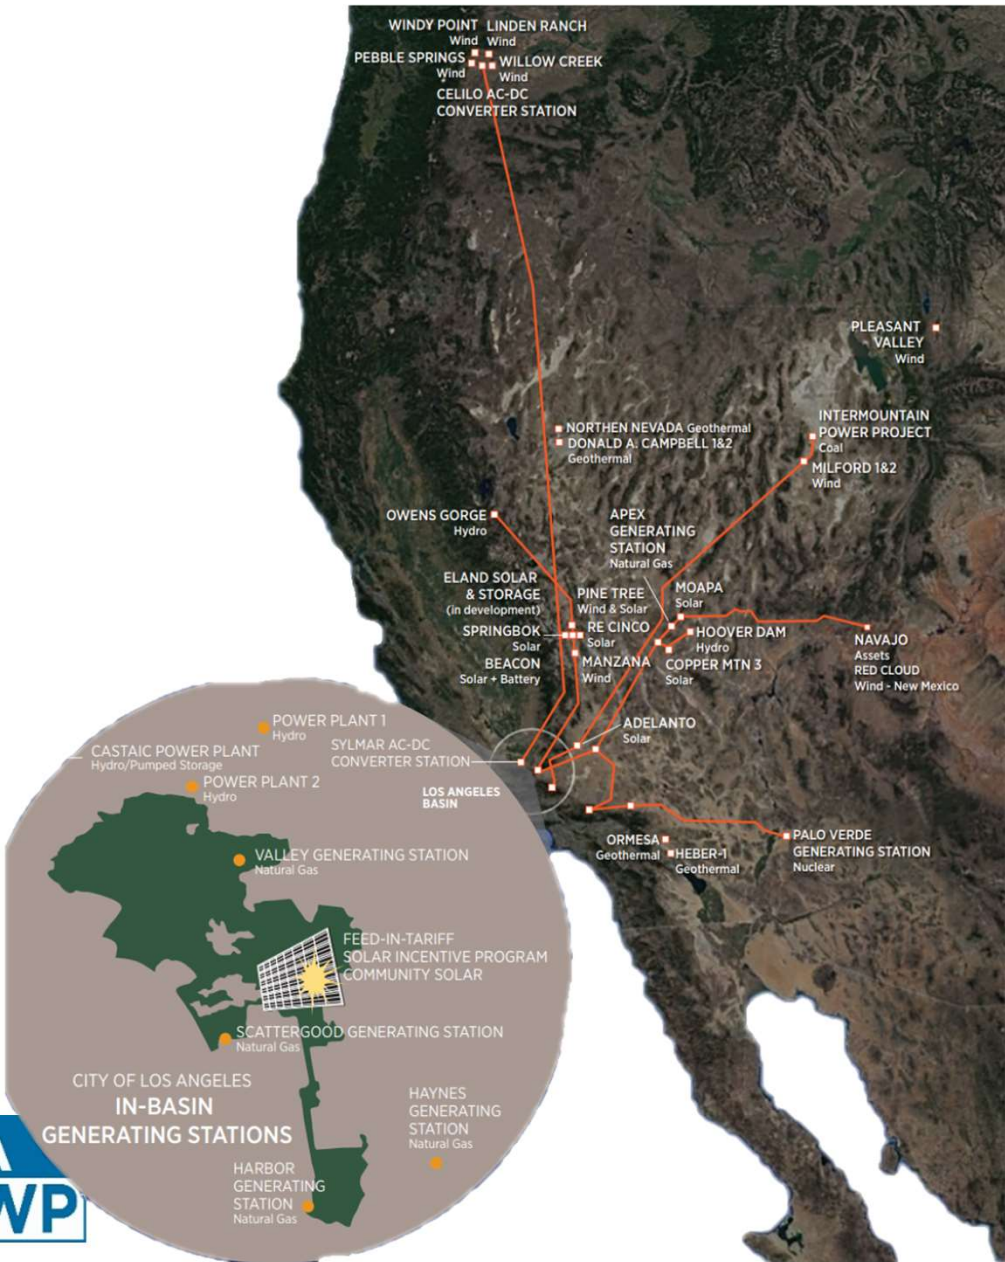 WINDY POINT
Wind
LINDEN RANCH
Wind
PEBBLE SPRINGS
Wind
WILLOW CREEK
Wind
CELILO AC-DC
CONVERTER STATION
PLEASANT
VALLEY
Wind
INTERMOUNTAIN
POWER PROJECT
Coal
MILFORD 1&2
Wind
NORTHEN NEVADA Geothermal
DONALD A. CAMPBELL 1&2
Geothermal
OWENS GORGE
Hydro
APEX
GENERATING
STATION
Natural Gas
ELAND SOLAR
& STORAGE
(in development)
PINE TREE
Wind & Solar
MOAPA
Solar
SPRINGBOK
Solar
RE CINCO
Solar
HOOVER DAM
Hydro
NAVAJO
Assets
RED CLOUD
Wind - New Mexico
BEACON
Solar + Battery
MANZANA
Wind
COPPER MTN 3
Solar
ADELANTO
Solar
SYLMAR AC-DC
CONVERTER STATION
LOS ANGELES
BASIN
ORMESA
Geothermal
HEBER-1
Geothermal
PALO VERDE
GENERATING STATION
Nuclear
POWER PLANT 1
Hydro
CASTAIC POWER PLANT
Hydro/Pumped Storage
POWER PLANT 2
Hydro
VALLEY GENERATING STATION
Natural Gas
FEED-IN-TARIFF
SOLAR INCENTIVE PROGRAM
COMMUNITY SOLAR
SCATTERGOOD GENERATING STATION
Natural Gas
CITY OF LOS ANGELES
IN-BASIN
GENERATING STATIONS
HAYNES
GENERATING
STATION
Natural Gas
HARBOR
GENERATING
STATION
Natural Gas
A
WP